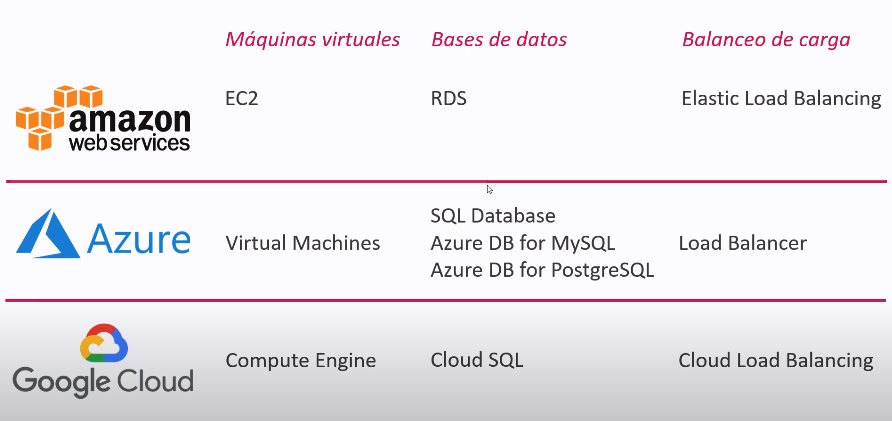 Máquinas virtuales Bases de datos Balanceo de carga
amazon
web services
EC2 RDS Elastic Load Balancing
Azure
Virtual Machines
SQL Database
Azure DB for MySQL
Azure DB for PostgreSQL
Load Balancer
Google Cloud
Compute Engine Cloud SQL Cloud Load Balancing